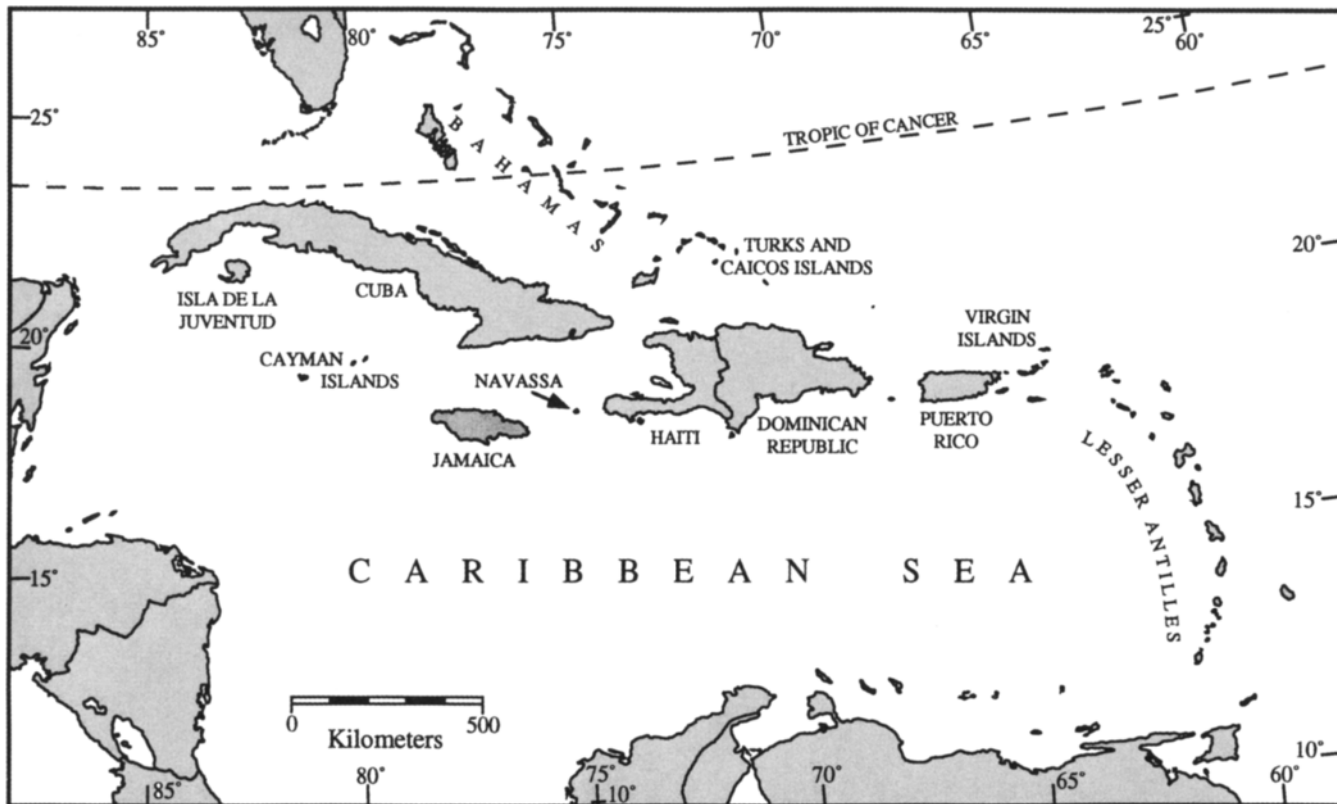 85° 80° 75° 70° 65° 25° 60°
25°
TROPIC OF CANCER
BAHAMAS
20°
TURKS AND
CAICOS ISLANDS
ISLA DE LA
JUVENTUD
CUBA
20°
VIRGIN
ISLANDS
CAYMAN
ISLANDS
NAVASSA
JAMAICA
HAITI
DOMINICAN
REPUBLIC
PUERTO
RICO
LESSER ANTILLES
15°
15°
CARIBBEAN SEA
0 500
Kilometers
10°
85° 80° 75° 10° 70° 65° 60°